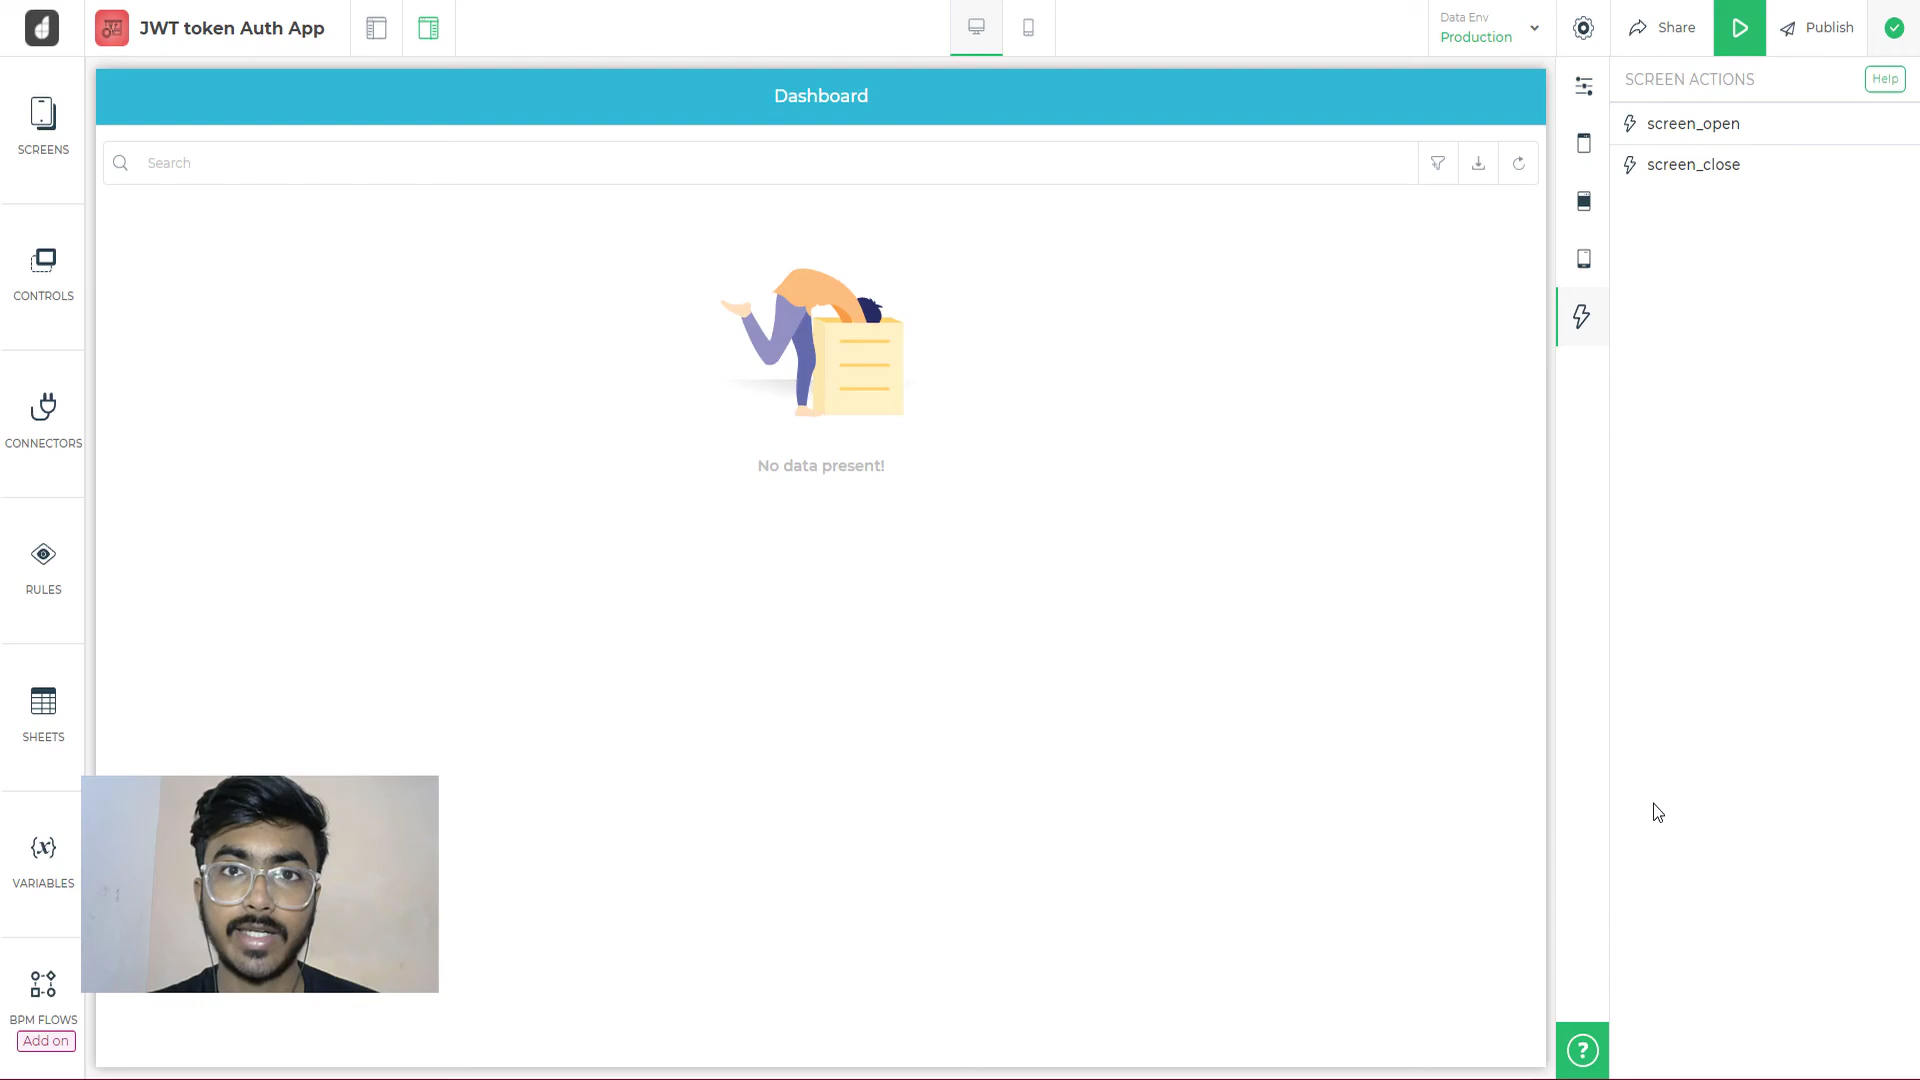 JWT token Auth App
Data Env
Production
Share
Publish
SCREENS
CONTROLS
CONNECTORS
RULES
SHEETS
{x}
VARIABLES
BPM FLOWS
Add on
Dashboard
Search
No data present!
SCREEN ACTIONS
Help
screen_open
screen_close
?